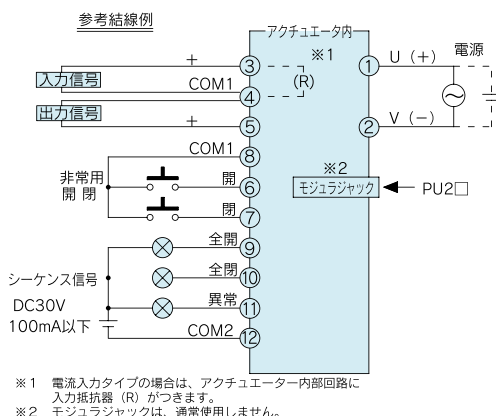 参考結線例
アクチュエータ内
※1
(R)
+
③
入力信号
COM1
④
出力信号
+
⑤
① U (+)
電源
② V (−)
COM1
⑧
非常用
開 閉
開
⑥
閉
⑦
※2
モジュラジャック
PU2□
全開
⑨
全閉
⑩
シーケンス信号
DC30V
100mA以下
異常
⑪
COM2
⑫
※1 電流入力タイプの場合は、アクチュエーター内部回路に
入力抵抗器（R）がつきます。
※2 モジュラジャックは、通常使用しません。